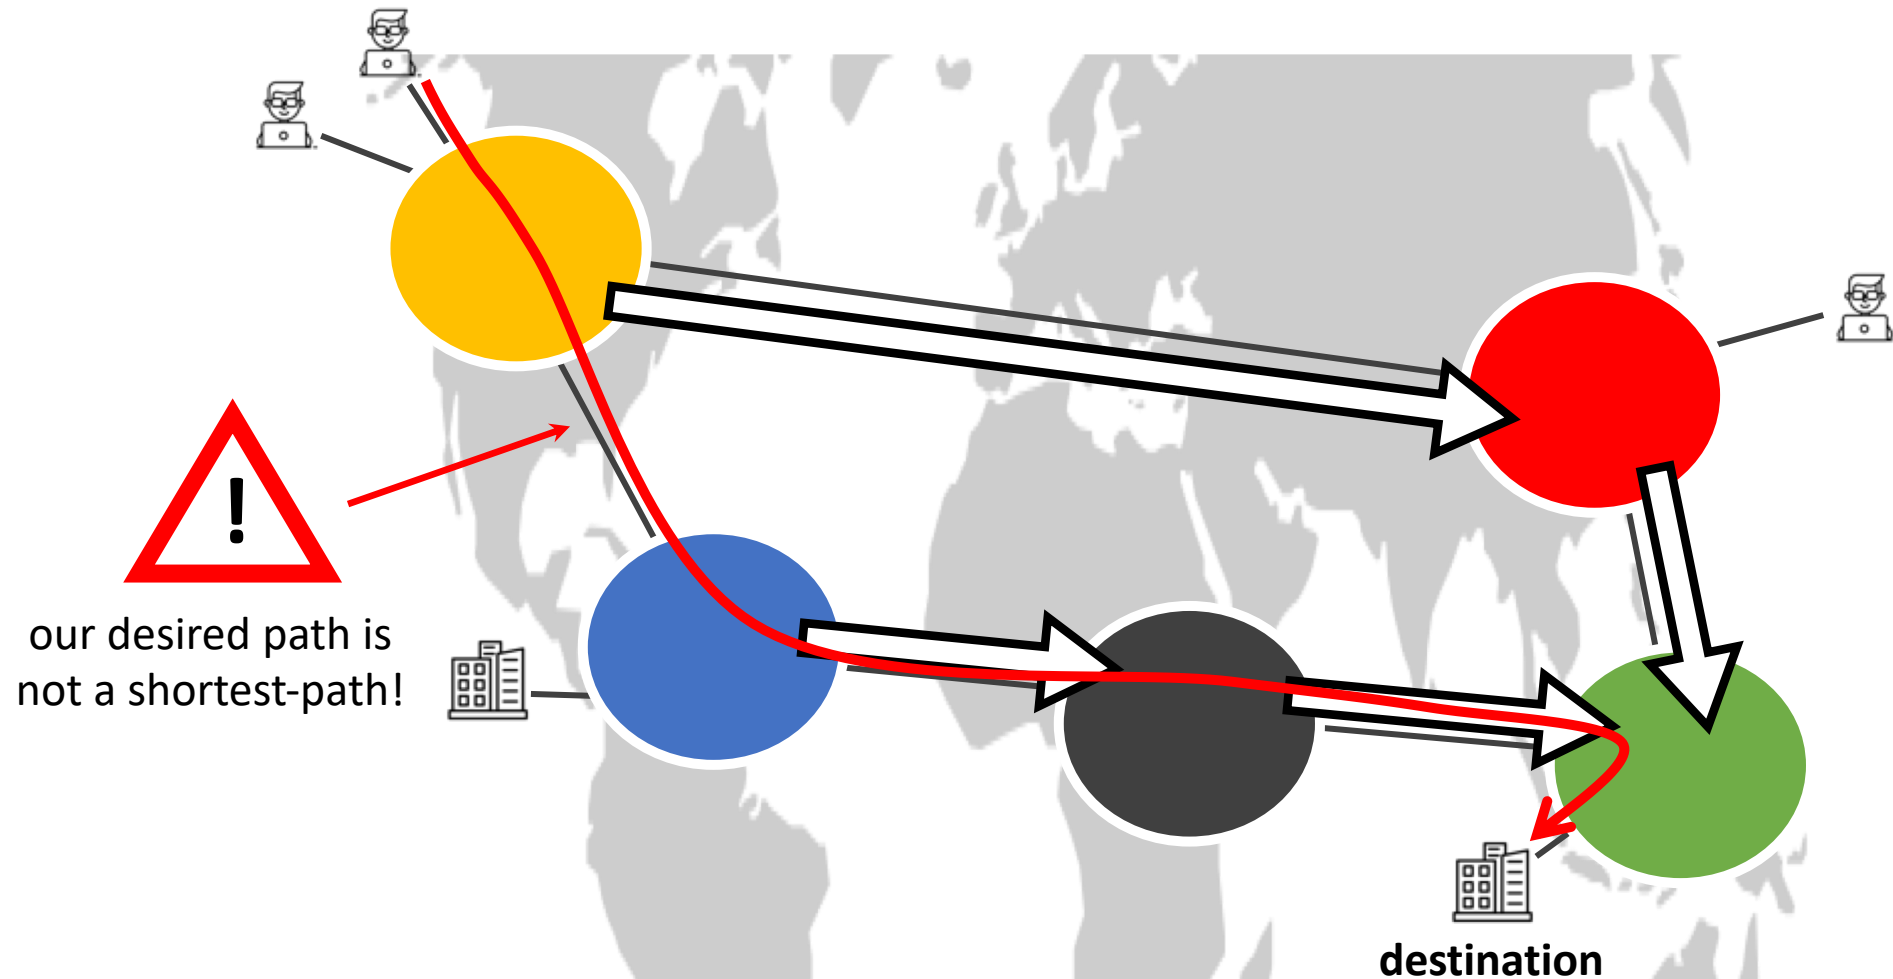 !
our desired path is
not a shortest-path!
destination